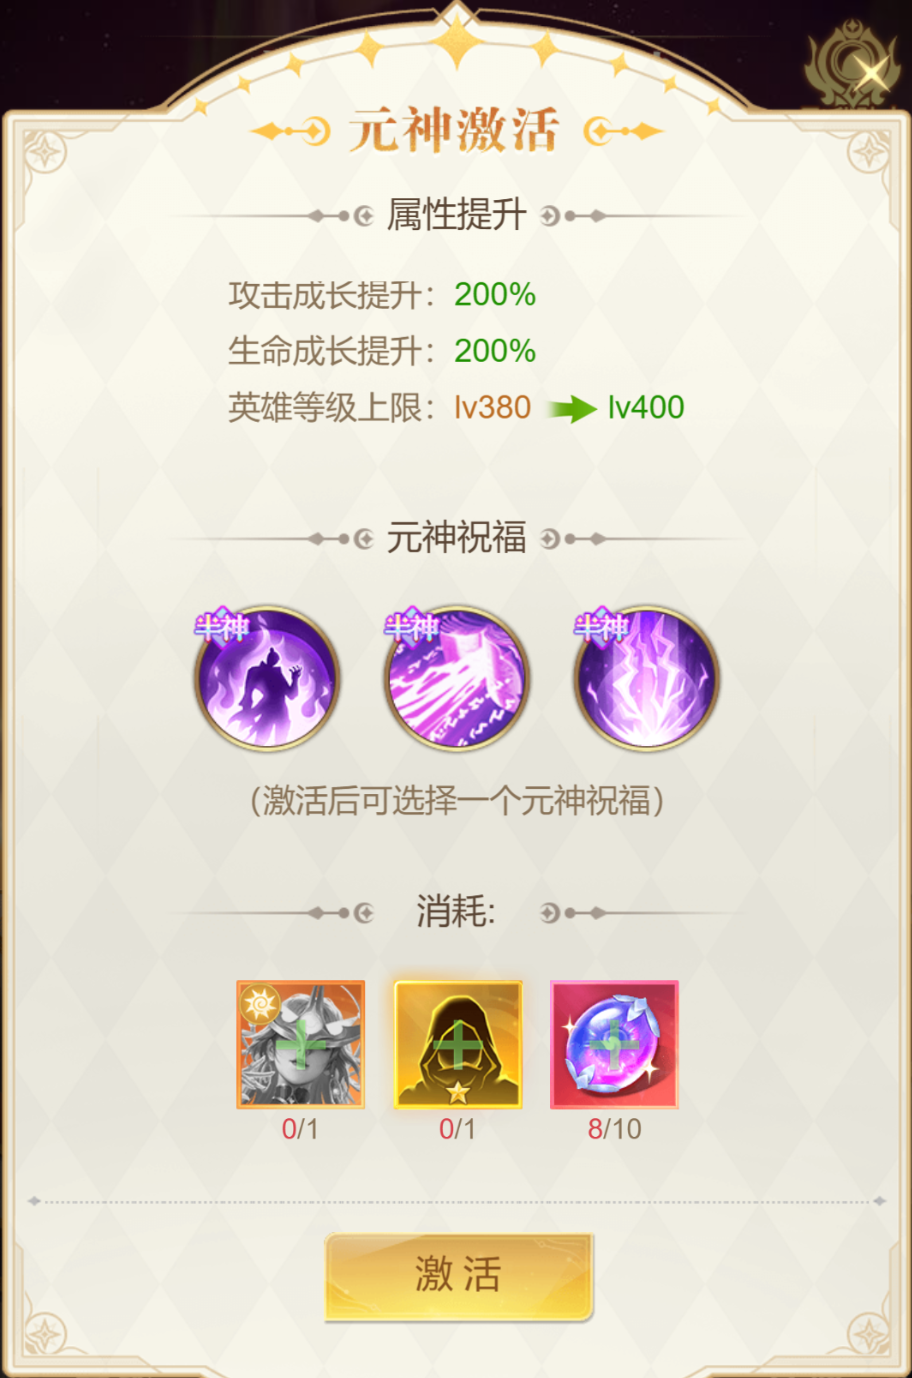 元神激活
属性提升
攻击成长提升：200%
生命成长提升：200%
英雄等级上限：lv380 lv400
元神祝福
半神 半神 半神
（激活后可选择一个元神祝福）
消耗:
0/1 0/1 8/10
激活